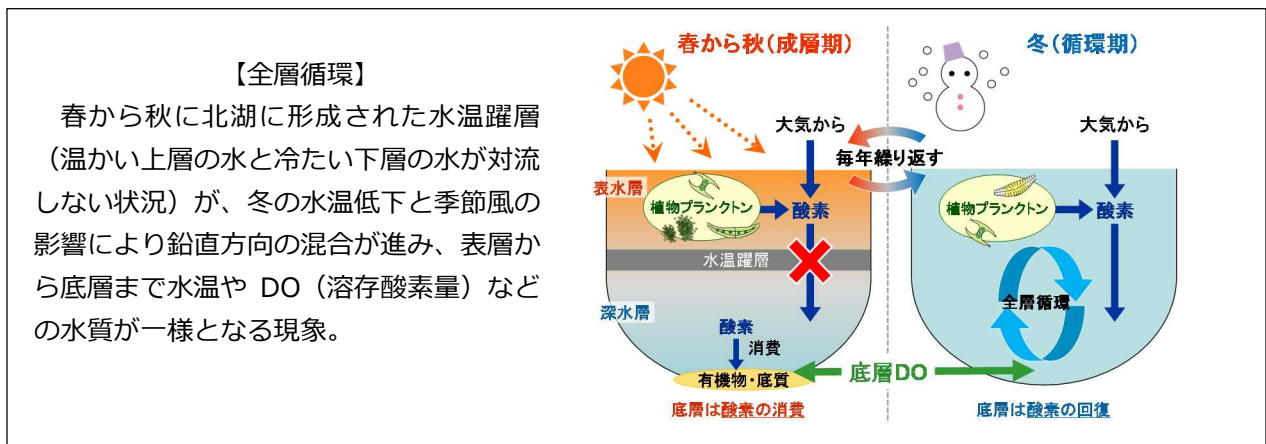 【全層循環】
春から秋に北湖に形成された水温躍層
（温かい上層の水と冷たい下層の水が対流
しない状況）が、冬の水温低下と季節風の
影響により鉛直方向の混合が進み、表層か
ら底層まで水温や DO（溶存酸素量）など
の水質が一様となる現象。
春から秋(成層期)
大気から
表水層
植物プランクトン
酸素
水温躍層
深水層
酸素
消費
有機物・底質
底層は酸素の消費
毎年繰り返す
底層DO
冬(循環期)
大気から
植物プランクトン
酸素
全層循環
底層は酸素の回復